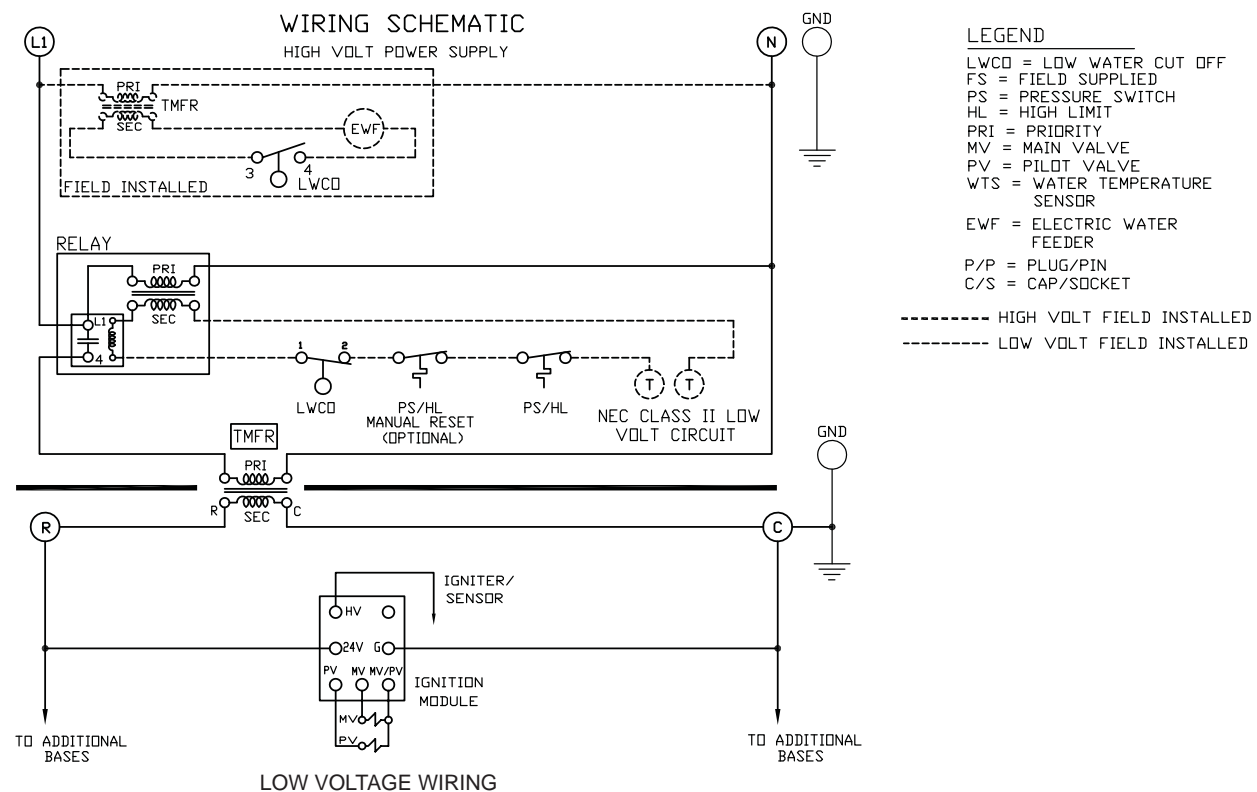 WIRING SCHEMATIC
HIGH VOLT POWER SUPPLY
L1
N
GND
PRI
TMFR
SEC
EWF
3
4
LWCO
FIELD INSTALLED
RELAY
PRI
SEC
L1
4
1
2
LWCO
PS/HL
MANUAL RESET
(OPTIONAL)
PS/HL
T
T
NEC CLASS II LOW
VOLT CIRCUIT
TMFR
PRI
R
SEC
C
GND
R
C
IGNITER/
SENSOR
HV
24V
G
PV
MV
MV/PV
IGNITION
MODULE
MV
PV
TO ADDITIONAL
BASES
TO ADDITIONAL
BASES
LOW VOLTAGE WIRING
LEGEND
LWCO = LOW WATER CUT OFF
FS = FIELD SUPPLIED
PS = PRESSURE SWITCH
HL = HIGH LIMIT
PRI = PRIORITY
MV = MAIN VALVE
PV = PILOT VALVE
WTS = WATER TEMPERATURE
SENSOR
EWF = ELECTRIC WATER
FEEDER
P/P = PLUG/PIN
C/S = CAP/SOCKET
HIGH VOLT FIELD INSTALLED
LOW VOLT FIELD INSTALLED